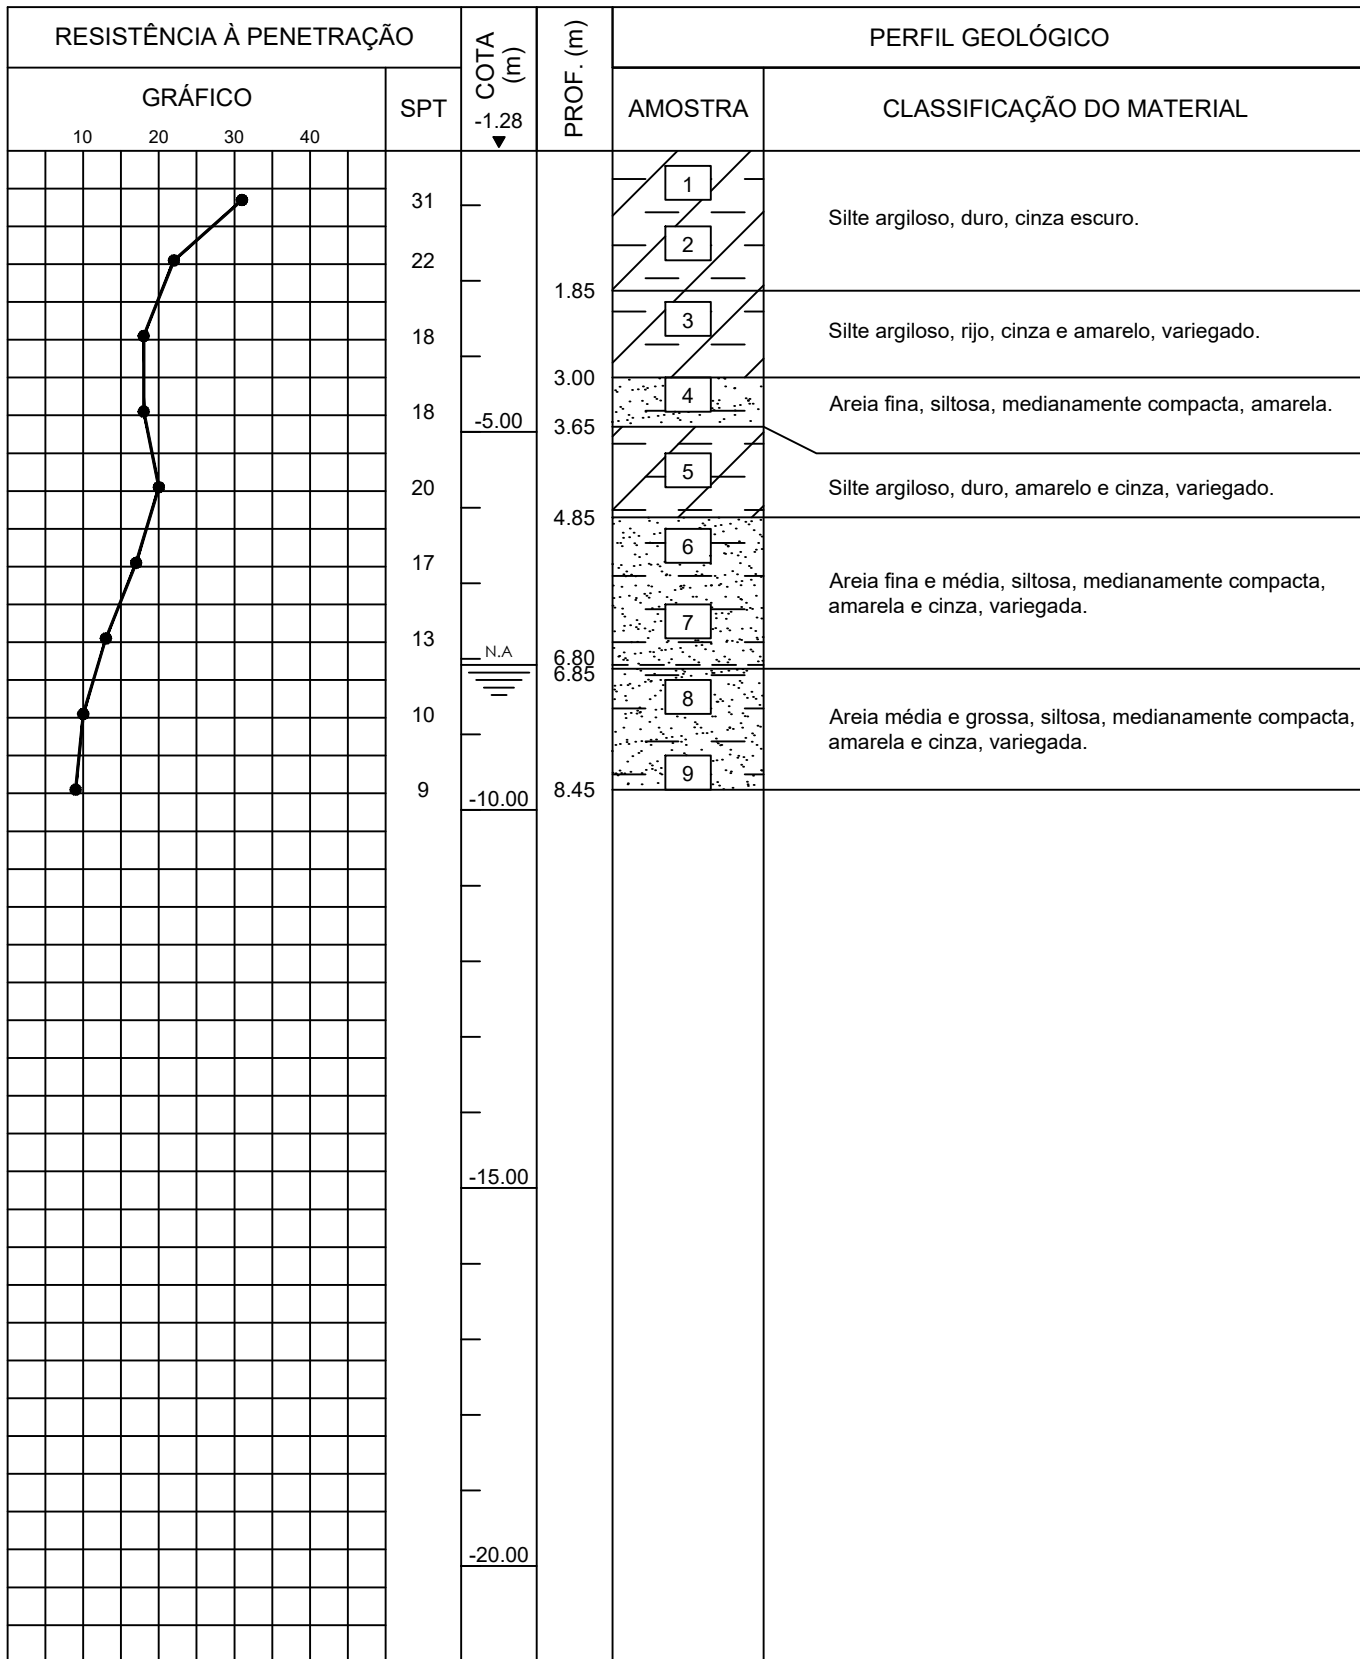 RESISTÊNCIA À PENETRAÇÃO
COTA (m)
-1.28
PROF. (m)
PERFIL GEOLÓGICO
GRÁFICO
SPT
AMOSTRA
CLASSIFICAÇÃO DO MATERIAL
10 20 30 40
31
1
Silte argiloso, duro, cinza escuro.
22
2
1.85
18
3
Silte argiloso, rijo, cinza e amarelo, variegado.
3.00
18
4
Areia fina, siltosa, medianamente compacta, amarela.
-5.00
3.65
20
5
Silte argiloso, duro, amarelo e cinza, variegado.
4.85
17
6
Areia fina e média, siltosa, medianamente compacta,
amarela e cinza, variegada.
13
7
N.A
6.80
6.85
10
8
Areia média e grossa, siltosa, medianamente compacta,
amarela e cinza, variegada.
9
9
8.45
-10.00
-15.00
-20.00